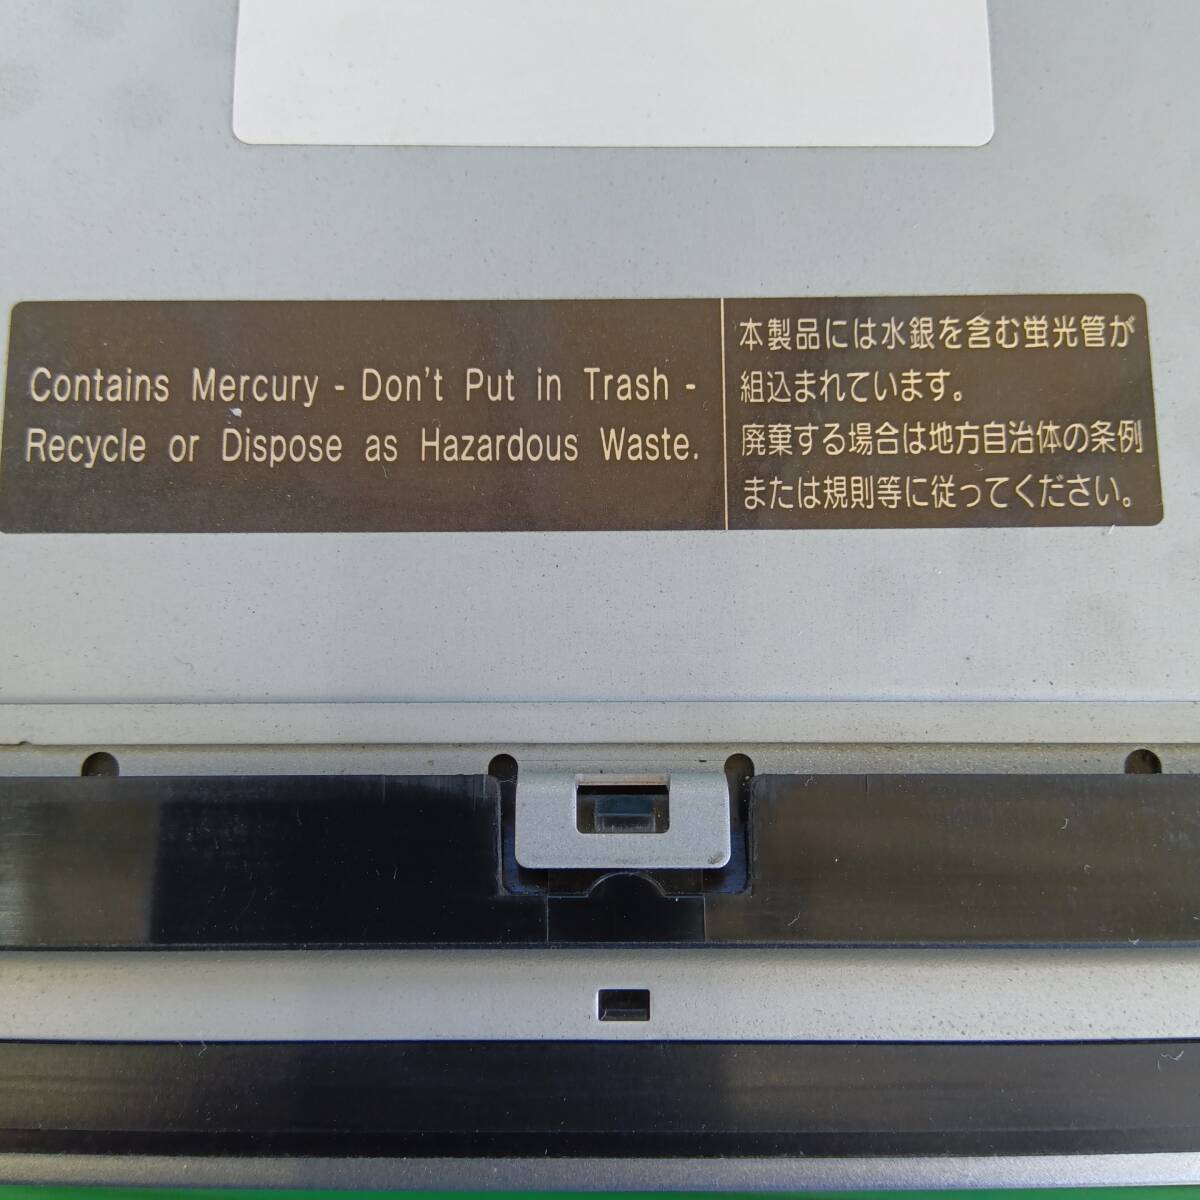 Contains Mercury - Don't Put in Trash -
Recycle or Dispose as Hazardous Waste.
本製品には水銀を含む蛍光管が
組込まれています。
廃棄する場合は地方自治体の条例
または規則等に従ってください。